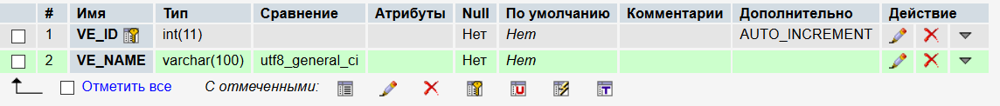 # Имя Тип Сравнение Атрибуты Null По умолчанию Комментарии Дополнительно Действие
1 VE_ID int(11) Нет Нет AUTO_INCREMENT
2 VE_NAME varchar(100) utf8_general_ci Нет Нет
Отметить все С отмеченными: